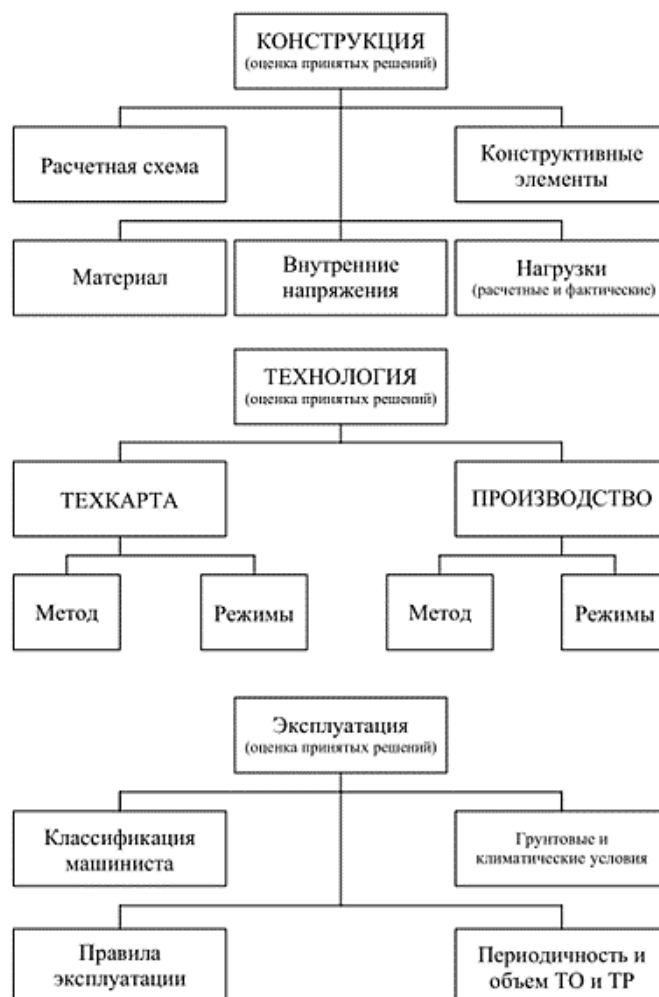 КОНСТРУКЦИЯ
(оценка принятых решений)
Расчетная схема
Конструктивные
элементы
Материал
Внутренние
напряжения
Нагрузки
(расчетные и фактические)
ТЕХНОЛОГИЯ
(оценка принятых решений)
ТЕХКАРТА
ПРОИЗВОДСТВО
Метод
Режимы
Метод
Режимы
Эксплуатация
(оценка принятых решений)
Классификация
машиниста
Грунтовые и
климатические условия
Правила
эксплуатации
Периодичность и
объем ТО и ТР